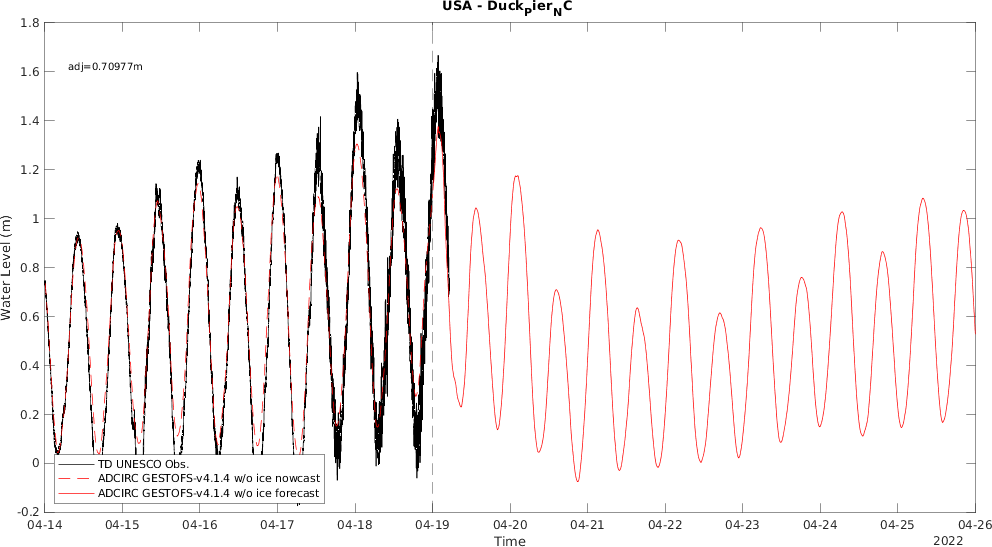 USA - DuckPierNC
adj=0.70977m
Water Level (m)
1.8
1.6
1.4
1.2
1
0.8
0.6
0.4
0.2
0
-0.2
TD UNESCO Obs.
ADCIRC GESTOFS-v4.1.4 w/o ice nowcast
ADCIRC GESTOFS-v4.1.4 w/o ice forecast
04-14 04-15 04-16 04-17 04-18 04-19 04-20 04-21 04-22 04-23 04-24 04-25 04-26
Time
2022